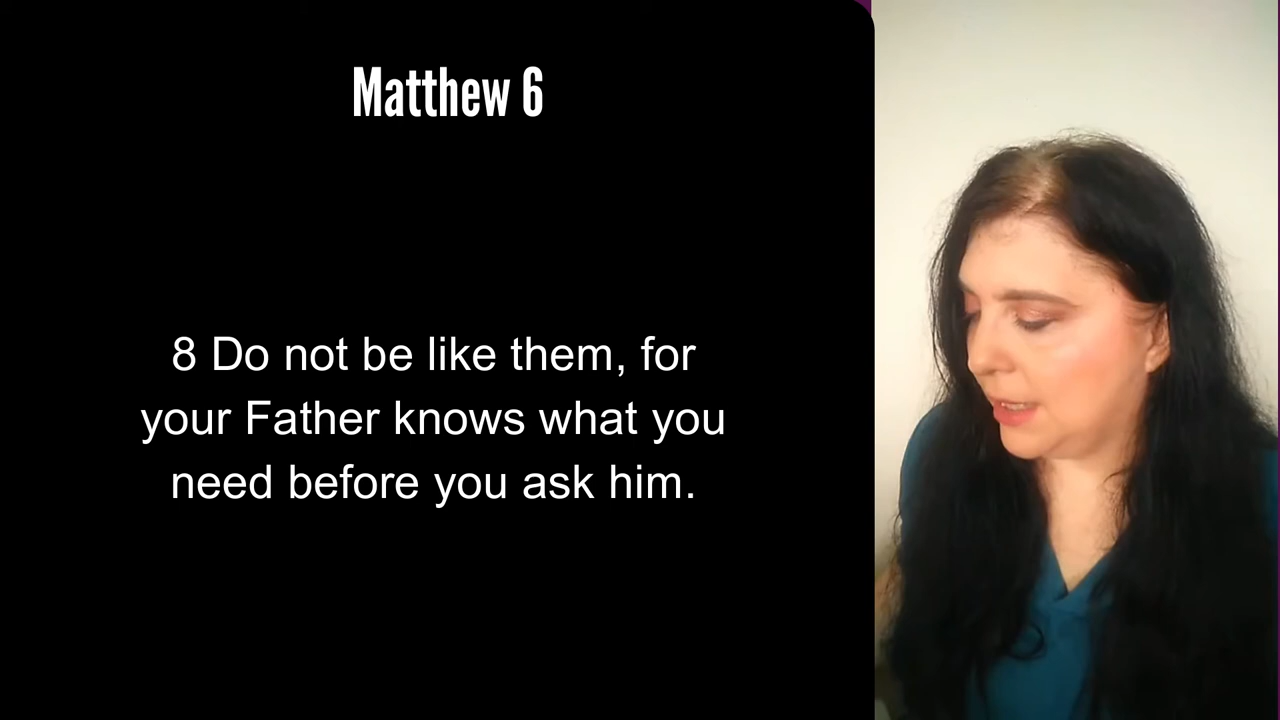 Matthew 6
8 Do not be like them, for
your Father knows what you
need before you ask him.